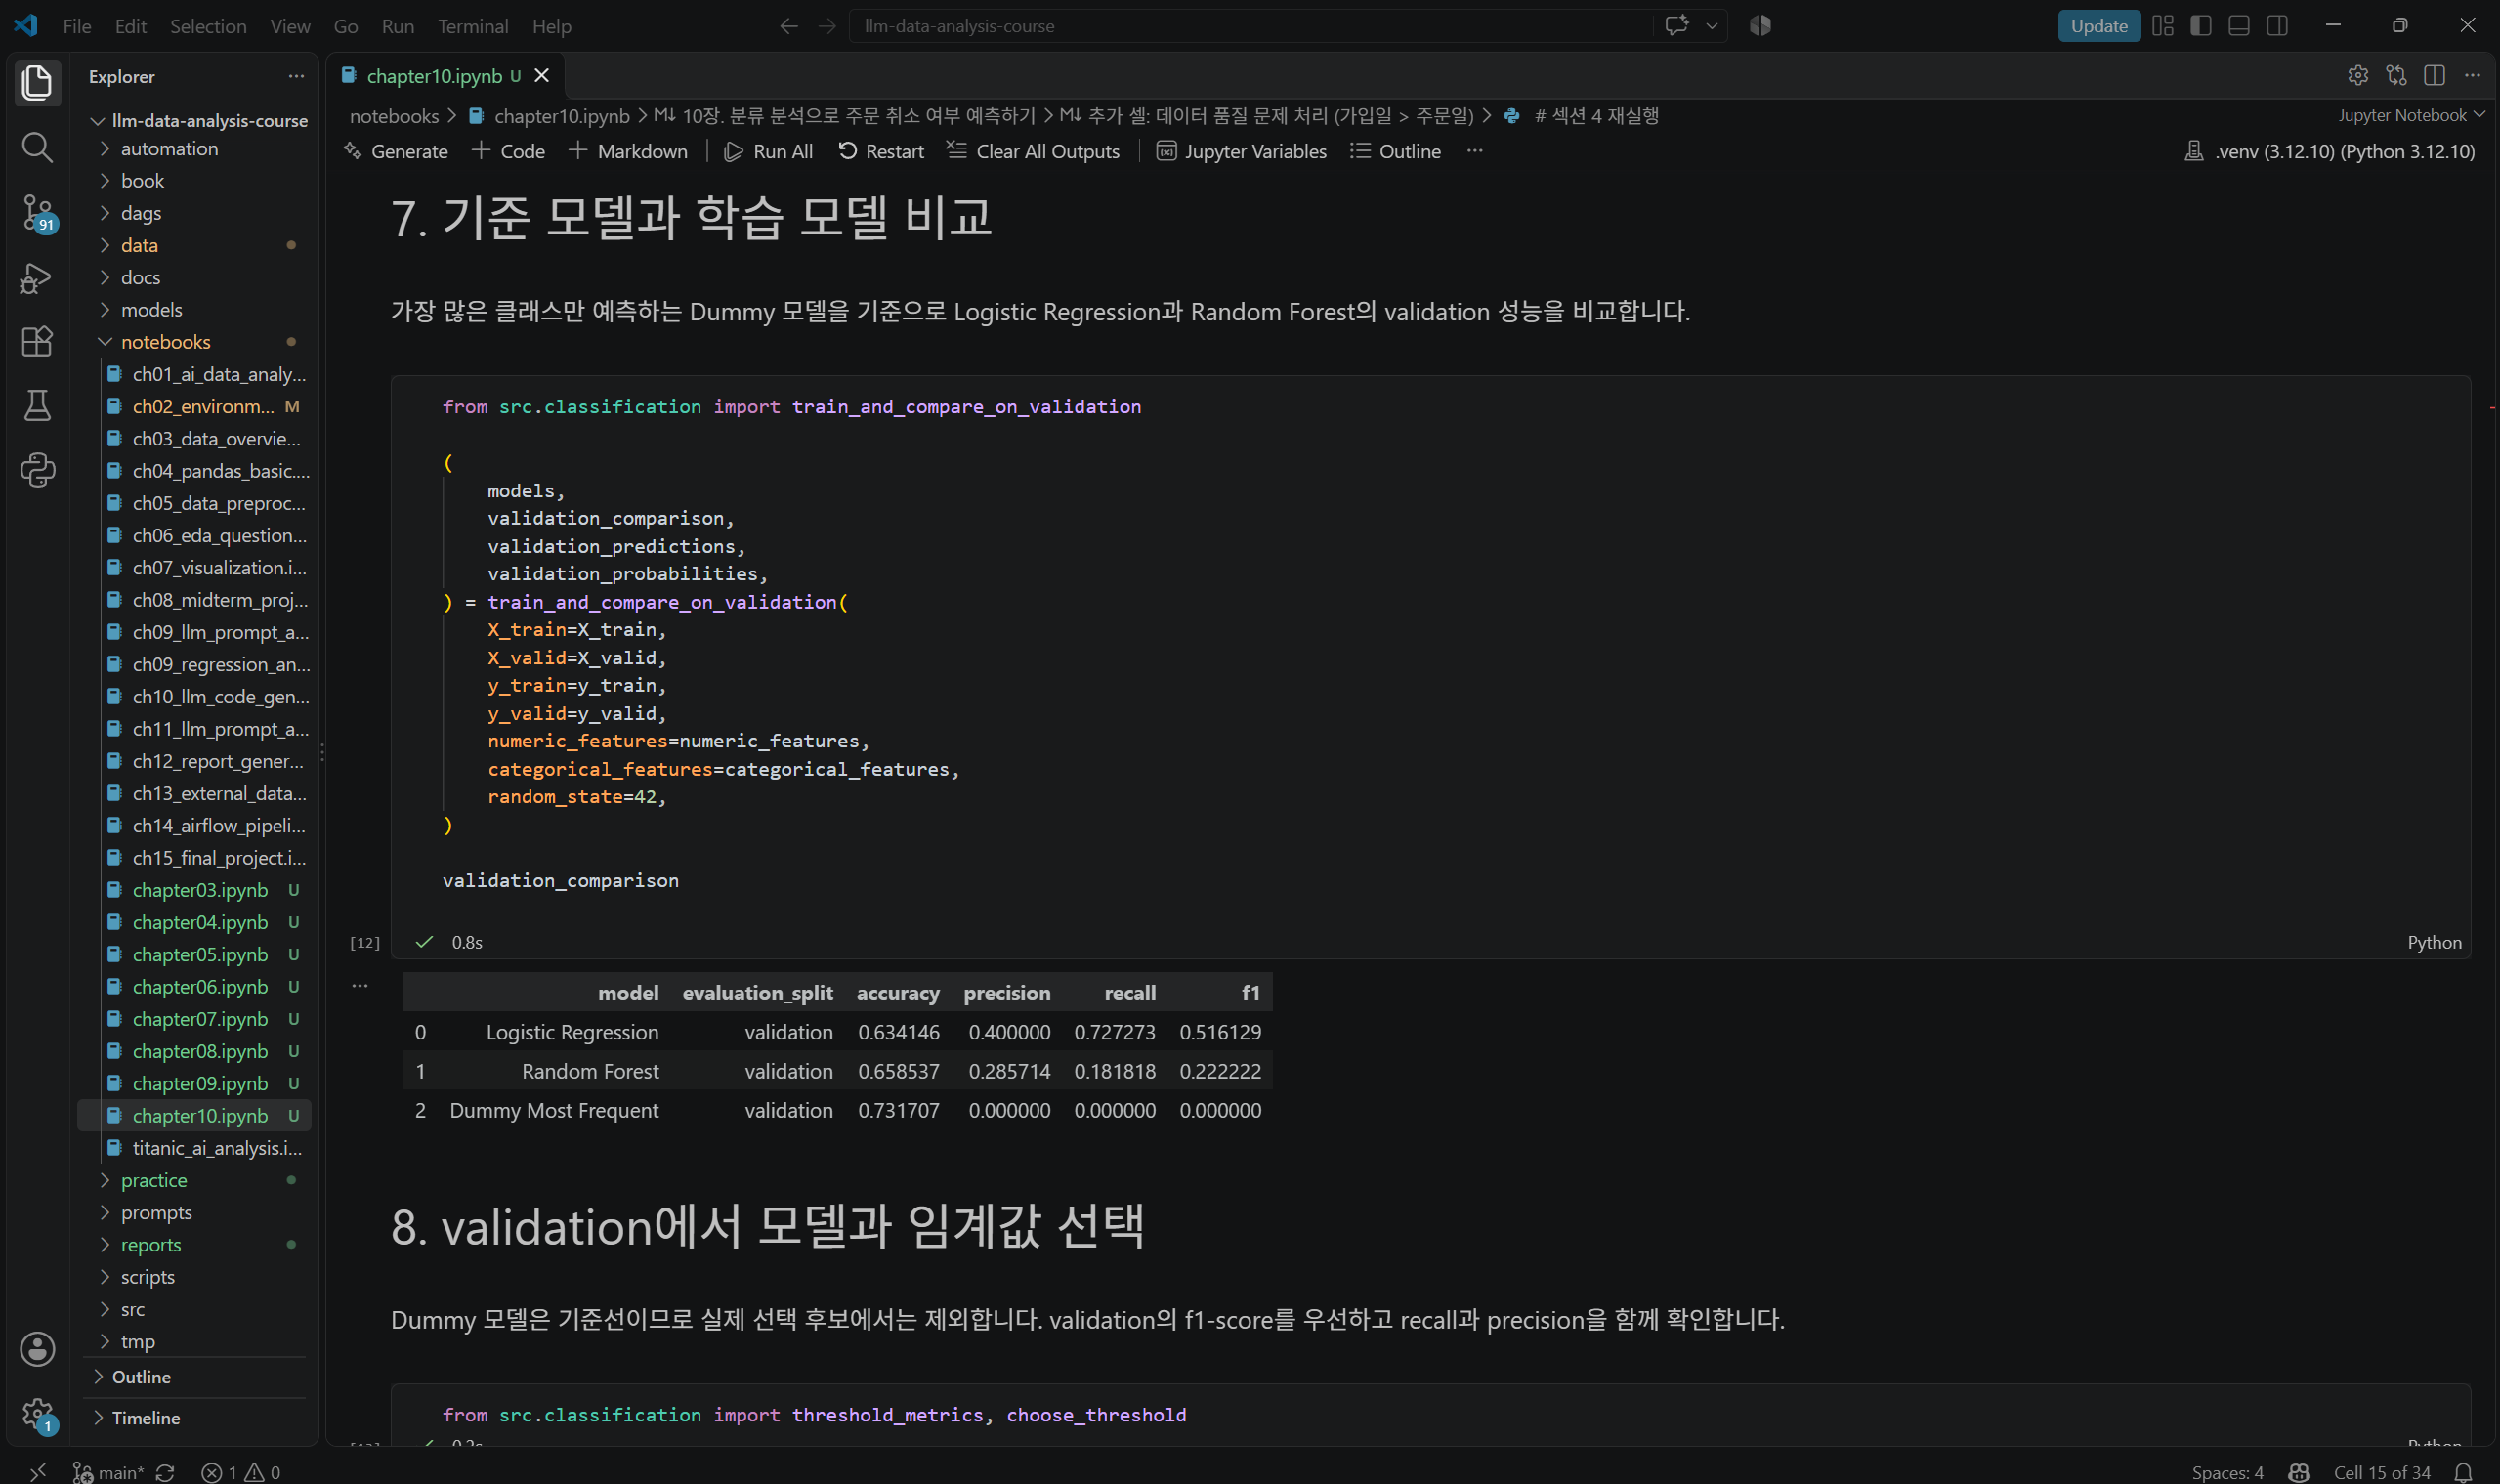 File Edit Selection View Go Run Terminal Help
llm-data-analysis-course
Update
Explorer
llm-data-analysis-course
automation
book
dags
data
docs
models
notebooks
ch01_ai_data_analy...
ch02_environm... M
ch03_data_overvie...
ch04_pandas_basic....
ch05_data_preproc...
ch06_eda_question...
ch07_visualization.i...
ch08_midterm_proj...
ch09_llm_prompt_a...
ch09_regression_an...
ch10_llm_code_gen...
ch11_llm_prompt_a...
ch12_report_gener...
ch13_external_data...
ch14_airflow_pipeli...
ch15_final_project.i...
chapter03.ipynb U
chapter04.ipynb U
chapter05.ipynb U
chapter06.ipynb U
chapter07.ipynb U
chapter08.ipynb U
chapter09.ipynb U
chapter10.ipynb U
titanic_ai_analysis.i...
practice
prompts
reports
scripts
src
tmp
Outline
Timeline
91
1
chapter10.ipynb U
notebooks > chapter10.ipynb > M↓ 10장. 분류 분석으로 주문 취소 여부 예측하기 > M↓ 추가 셀: 데이터 품질 문제 처리 (가입일 > 주문일) > # 섹션 4 재실행
Jupyter Notebook
Generate + Code + Markdown | Run All Restart Clear All Outputs | Jupyter Variables Outline ...
.venv (3.12.10) (Python 3.12.10)
7. 기준 모델과 학습 모델 비교
가장 많은 클래스만 예측하는 Dummy 모델을 기준으로 Logistic Regression과 Random Forest의 validation 성능을 비교합니다.
from src.classification import train_and_compare_on_validation
(
models,
validation_comparison,
validation_predictions,
validation_probabilities,
) = train_and_compare_on_validation(
X_train=X_train,
X_valid=X_valid,
y_train=y_train,
y_valid=y_valid,
numeric_features=numeric_features,
categorical_features=categorical_features,
random_state=42,
)
validation_comparison
[12] 0.8s Python
model evaluation_split accuracy precision recall f1
0 Logistic Regression validation 0.634146 0.400000 0.727273 0.516129
1 Random Forest validation 0.658537 0.285714 0.181818 0.222222
2 Dummy Most Frequent validation 0.731707 0.000000 0.000000 0.000000
8. validation에서 모델과 임계값 선택
Dummy 모델은 기준선이므로 실제 선택 후보에서는 제외합니다. validation의 f1-score를 우선하고 recall과 precision을 함께 확인합니다.
from src.classification import threshold_metrics, choose_threshold
main* 1 0
Spaces: 4 Cell 15 of 34